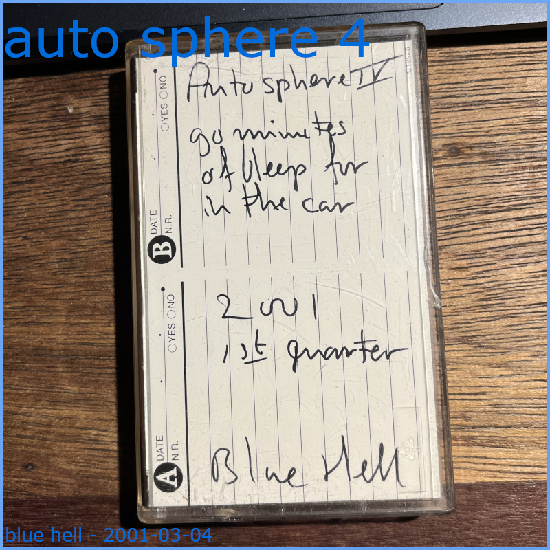 auto sphere 4
Autosphere IV
90 minutes
of bleep for
in the car
2001
1st quarter
Blue Hell
B DATE N.R. YES NO
A DATE N.R. YES NO
blue hell - 2001-03-04